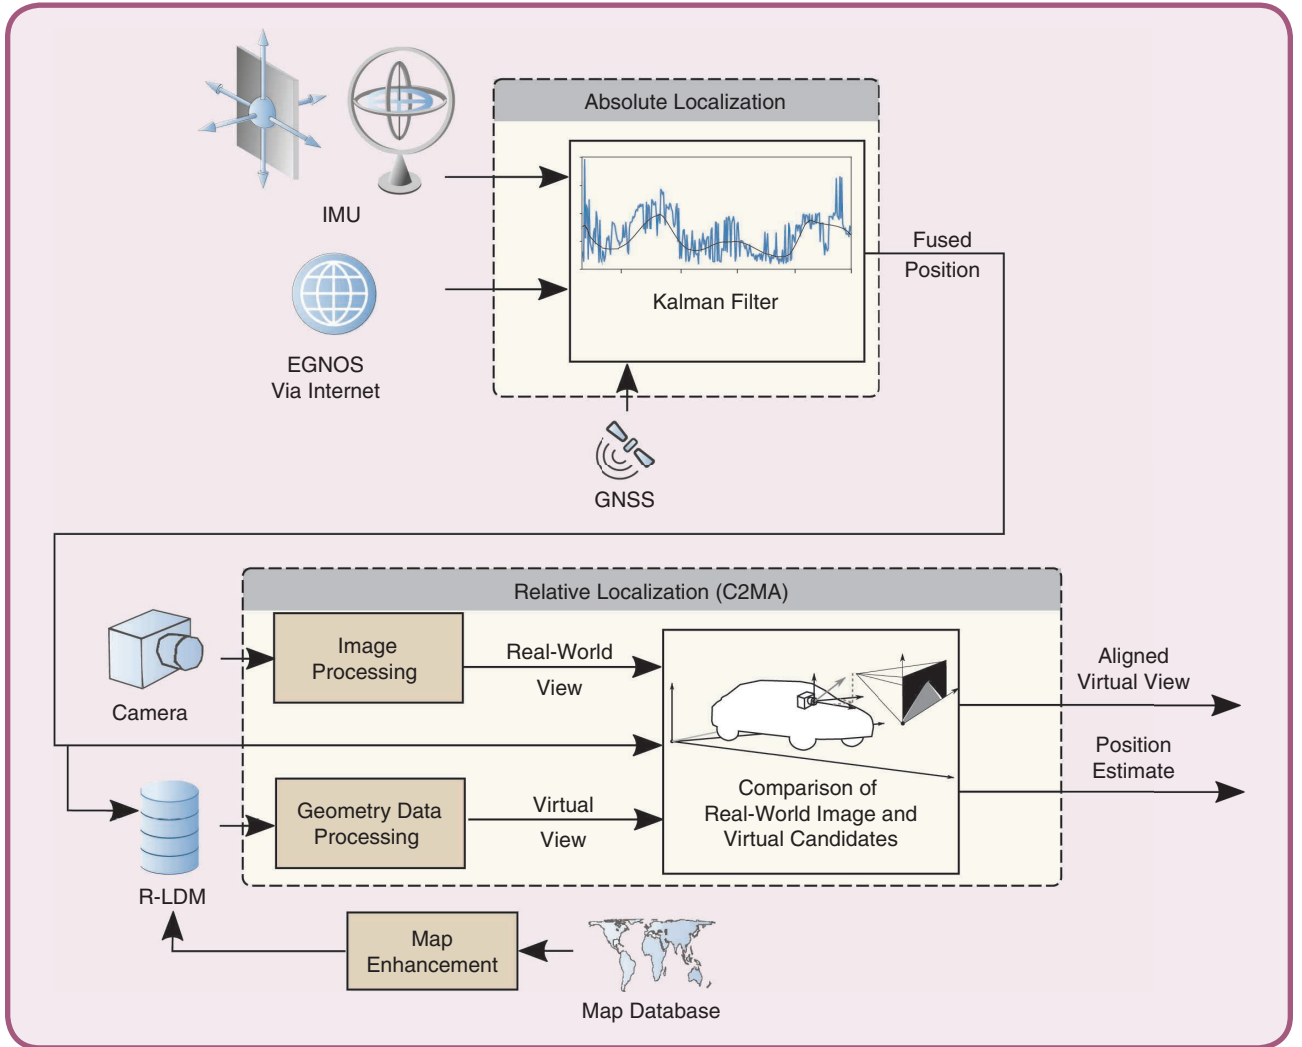 Absolute Localization
IMU
Kalman Filter
Fused
Position
EGNOS
Via Internet
GNSS
Relative Localization (C2MA)
Camera
Image
Processing
Real-World
View
Aligned
Virtual View
Position
Estimate
R-LDM
Geometry Data
Processing
Virtual
View
Comparison of
Real-World Image and
Virtual Candidates
Map
Enhancement
Map Database